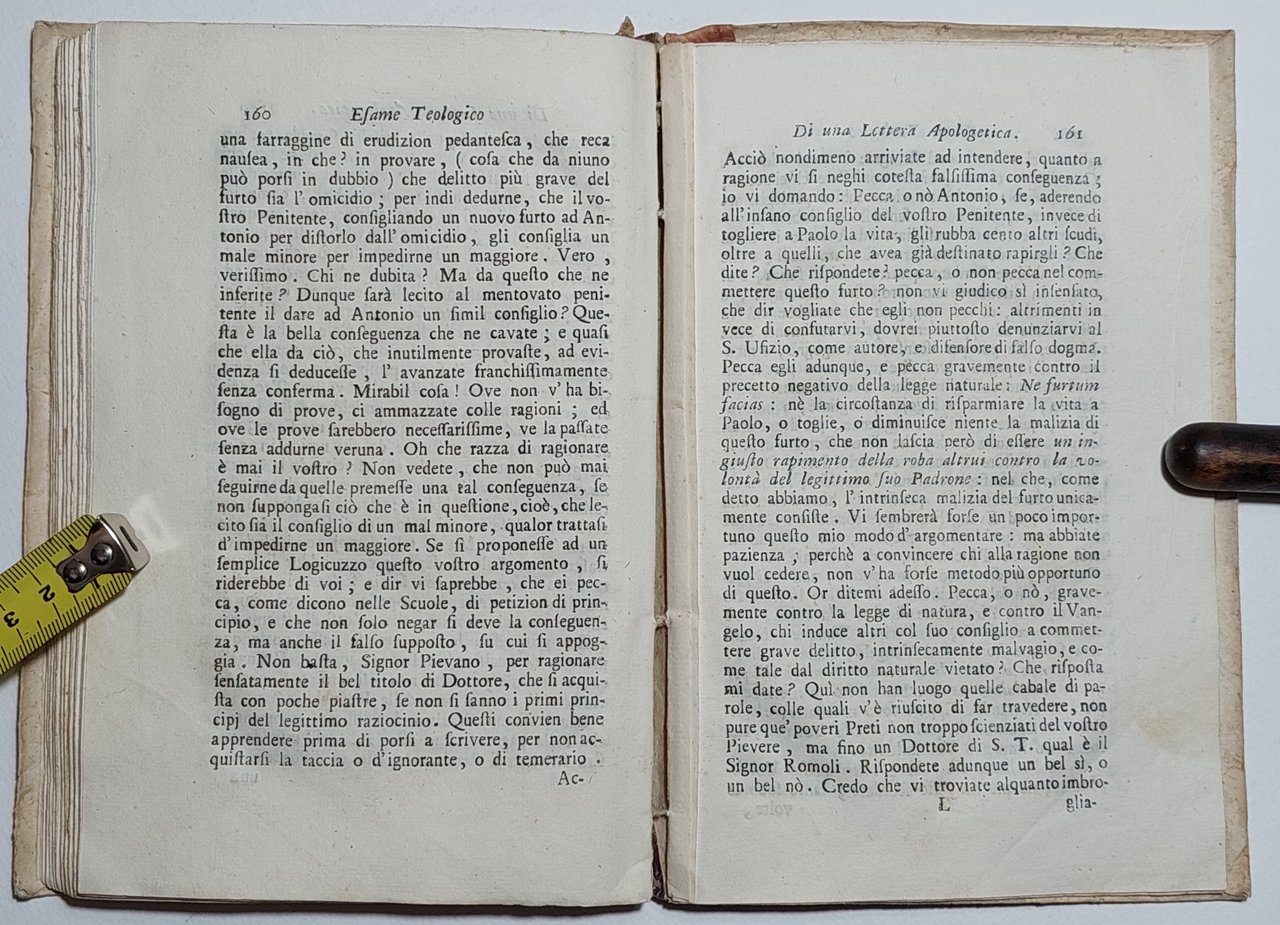 160 Eſame Teologico
una farraggine di erudizion pedanteſca, che reca
nauſea, in che? in provare, ( coſa che da niuno
può porſi in dubbio ) che delitto più grave del
furto ſia l'omicidio; per indi dedurne, che il vo-
ſtro Penitente, conſigliando un nuovo furto ad An-
tonio per diſtorlo dall'omicidio, gli conſiglia un
male minore per impedirne un maggiore. Vero,
veriſſimo. Chi ne dubita? Ma da queſto che ne
inferite? Dunque ſarà lecito al mentovato peni-
tente il dare ad Antonio un ſimil conſiglio? Que-
ſta è la bella conſeguenza che ne cavate; e quaſi
che ella da ciò, che inutilmente provaſte, ad evi-
denza ſi deduceſſe, l'avanzate franchiſſimamente
ſenza conferma. Mirabil coſa! Ove non v'ha bi-
ſogno di prove, ci ammazzate colle ragioni; ed
ove le prove ſarebbero neceſſariſſime, ve la paſſate
ſenza addurne veruna. Oh che razza di ragionare
è mai il voſtro? Non vedete, che non può mai
ſeguirne da quelle premeſſe una tal conſeguenza, ſe
non ſuppongaſi ciò che è in queſtione, cioè, che le-
cito ſia il conſiglio di un mal minore, qualor trattaſi
d'impedirne un maggiore. Se ſi proponeſſe ad un
ſemplice Logicuzzo queſto voſtro argomento, ſi
riderebbe di voi; e dir vi ſaprebbe, che ei pec-
ca, come dicono nelle Scuole, di petizion di prin-
cipio, e che non ſolo negar ſi deve la conſeguen-
za, ma anche il falſo ſuppoſto, ſu cui ſi appog-
gia. Non baſta, Signor Pievano, per ragionare
ſenſatamente il bel titolo di Dottore, che ſi acqui-
ſta con poche piaſtre, ſe non ſi ſanno i primi prin-
cipj del legittimo raziocinio. Queſti convien bene
apprendere prima di porſi a ſcrivere, per non ac-
quiſtarſi la taccia o d'ignorante, o di temerario.
Ac-
Di una Lettera Apologetica. 161
Acciò nondimeno arriviate ad intendere, quanto a
ragione vi ſi neghi coteſta falſiſſima conſeguenza;
io vi domando: Pecca o nò Antonio, ſe, aderendo
all'inſano conſiglio del voſtro Penitente, invece di
togliere a Paolo la vita, gli rubba cento altri ſcudi,
oltre a quelli, che avea già deſtinato rapirgli? Che
dite? Che riſpondete? pecca, o non pecca nel com-
mettere queſto furto? non vi giudico sì inſenſato,
che dir vogliate che egli non pecchi: altrimenti in
vece di confutarvi, dovrei piuttoſto denunziarvi al
S. Ufizio, come autore, e difenſore di falſo dogma.
Pecca egli adunque, e pecca gravemente contro il
precetto negativo della legge naturale: Ne furtum
facias: nè la circoſtanza di riſparmiare la vita a
Paolo, o toglie, o diminuiſce niente la malizia di
queſto furto, che non laſcia però di eſſere un in-
giuſto rapimento della roba altrui contro la vo-
lontà del legittimo ſuo Padrone: nel che, come
detto abbiamo, l'intrinſeca malizia del furto unica-
mente conſiſte. Vi ſembrerà forſe un poco impor-
tuno queſto mio modo d'argomentare: ma abbiate
pazienza; perchè a convincere chi alla ragione non
vuol cedere, non v'ha forſe metodo più opportuno
di queſto. Or ditemi adeſſo. Pecca, o nò, grave-
mente contro la legge di natura, e contro il Van-
gelo, chi induce altri col ſuo conſiglio a commet-
tere grave delitto, intrinſecamente malvagio, e co-
me tale dal diritto naturale vietato? Che riſpoſta
mi date? Quì non han luogo quelle cabale di pa-
role, colle quali v'è riuſcito di far travedere, non
pure que' poveri Preti non troppo ſcienziati del voſtro
Pievere, ma fino un Dottore di S. T. qual è il
Signor Romoli. Riſpondete adunque un bel sì, o
un bel nò. Credo che vi troviate alquanto imbro-
L glia-
2
3